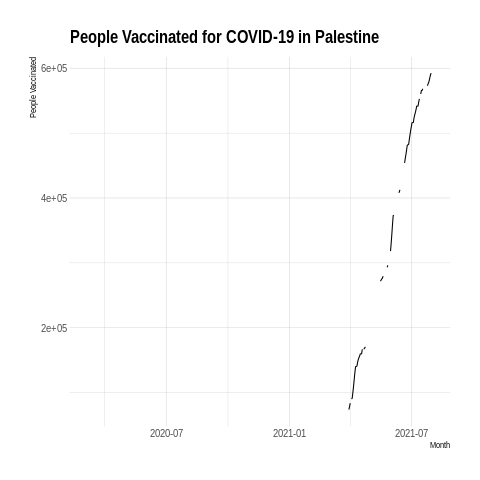 People Vaccinated for COVID-19 in Palestine
People Vaccinated
6e+05
4e+05
2e+05
2020-07
2021-01
2021-07
Month